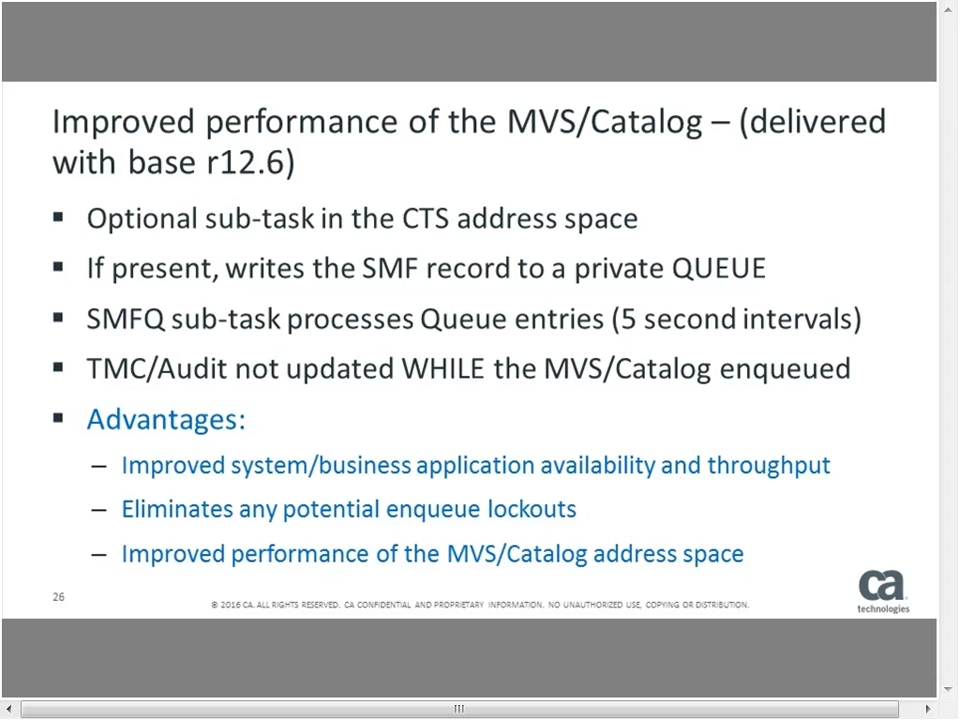 Improved performance of the MVS/Catalog – (delivered
with base r12.6)
▪ Optional sub-task in the CTS address space
▪ If present, writes the SMF record to a private QUEUE
▪ SMFQ sub-task processes Queue entries (5 second intervals)
▪ TMC/Audit not updated WHILE the MVS/Catalog enqueued
▪ Advantages:
– Improved system/business application availability and throughput
– Eliminates any potential enqueue lockouts
– Improved performance of the MVS/Catalog address space
26
© 2016 CA. ALL RIGHTS RESERVED. CA CONFIDENTIAL AND PROPRIETARY INFORMATION. NO UNAUTHORIZED USE, COPYING OR DISTRIBUTION.
ca
technologies